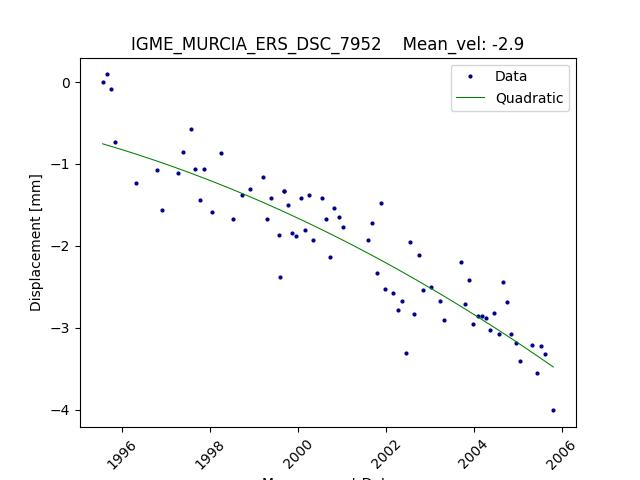 IGME_MURCIA_ERS_DSC_7952    Mean_vel: -2.9
Data
Quadratic
Displacement [mm]
0
−1
−2
−3
−4
1996
1998
2000
2002
2004
2006